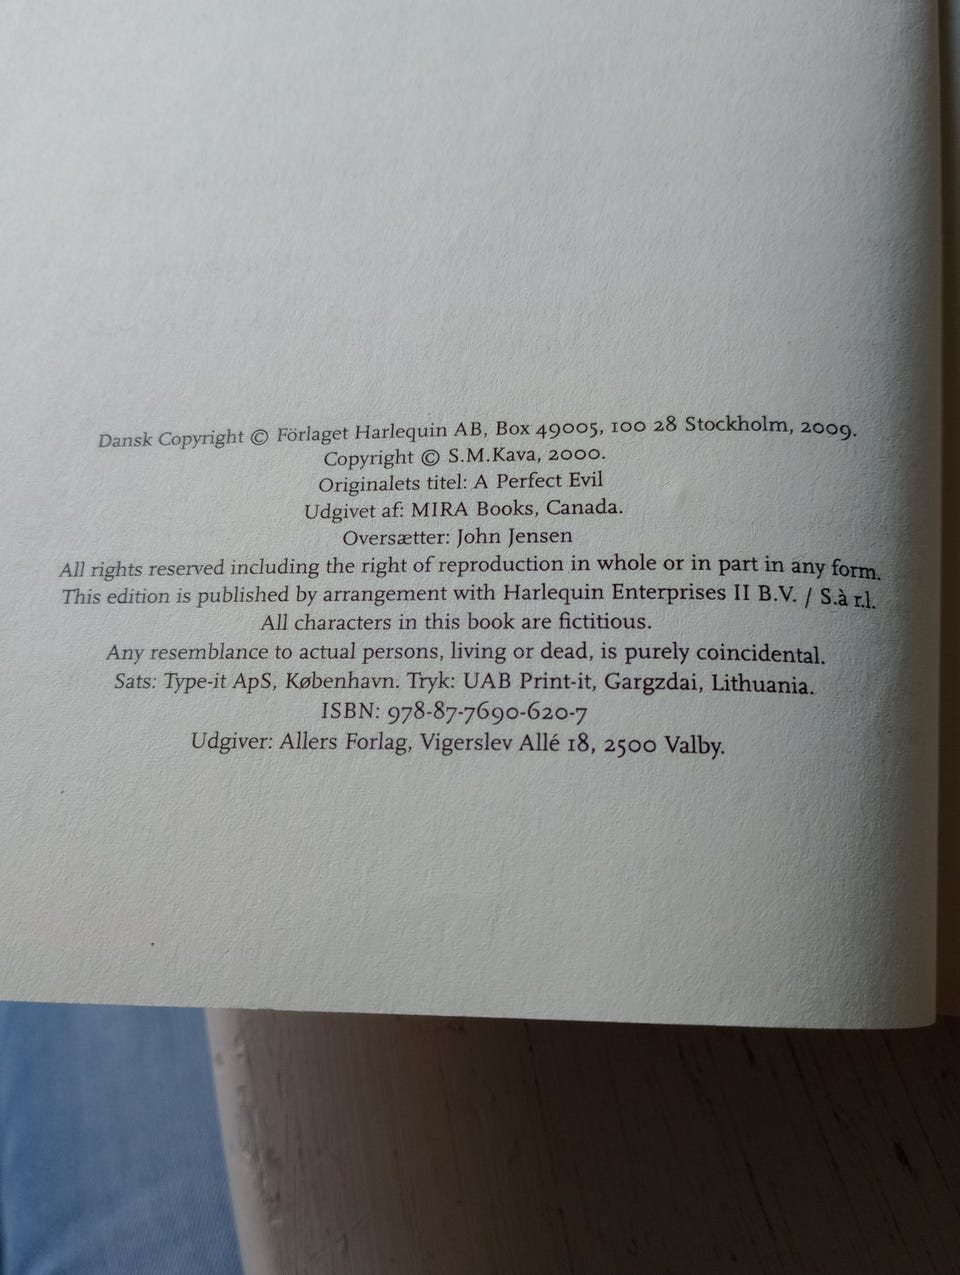 Dansk Copyright © Förlaget Harlequin AB, Box 49005, 100 28 Stockholm, 2009.
Copyright © S.M.Kava, 2000.
Originalets titel: A Perfect Evil
Udgivet af: MIRA Books, Canada.
Oversætter: John Jensen
All rights reserved including the right of reproduction in whole or in part in any form.
This edition is published by arrangement with Harlequin Enterprises II B.V. / S.à r.l.
All characters in this book are fictitious.
Any resemblance to actual persons, living or dead, is purely coincidental.
Sats: Type-it ApS, København. Tryk: UAB Print-it, Gargzdai, Lithuania.
ISBN: 978-87-7690-620-7
Udgiver: Allers Forlag, Vigerslev Allé 18, 2500 Valby.